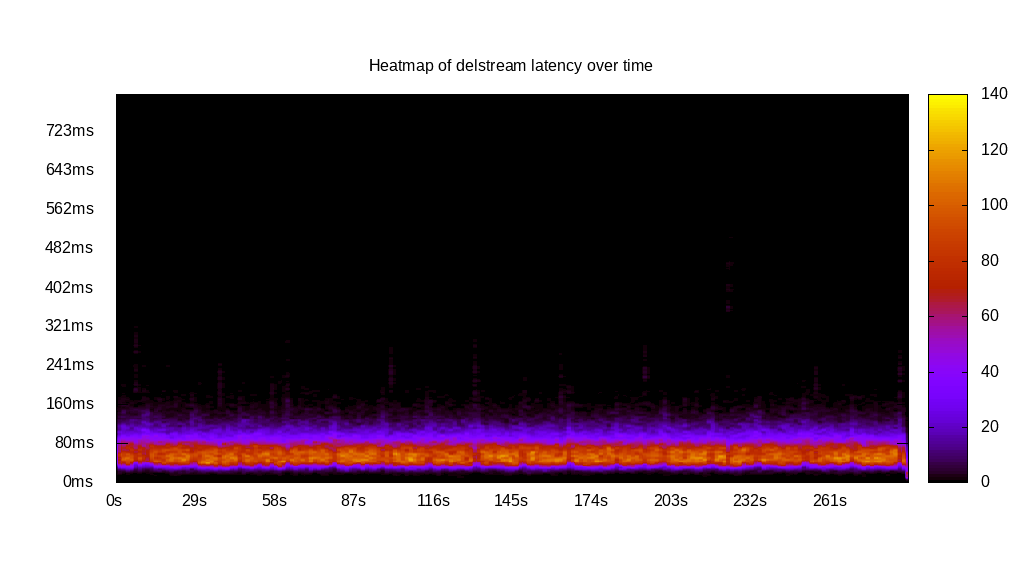 Heatmap of delstream latency over time
723ms
643ms
562ms
482ms
402ms
321ms
241ms
160ms
80ms
0ms
0s 29s 58s 87s 116s 145s 174s 203s 232s 261s
140
120
100
80
60
40
20
0